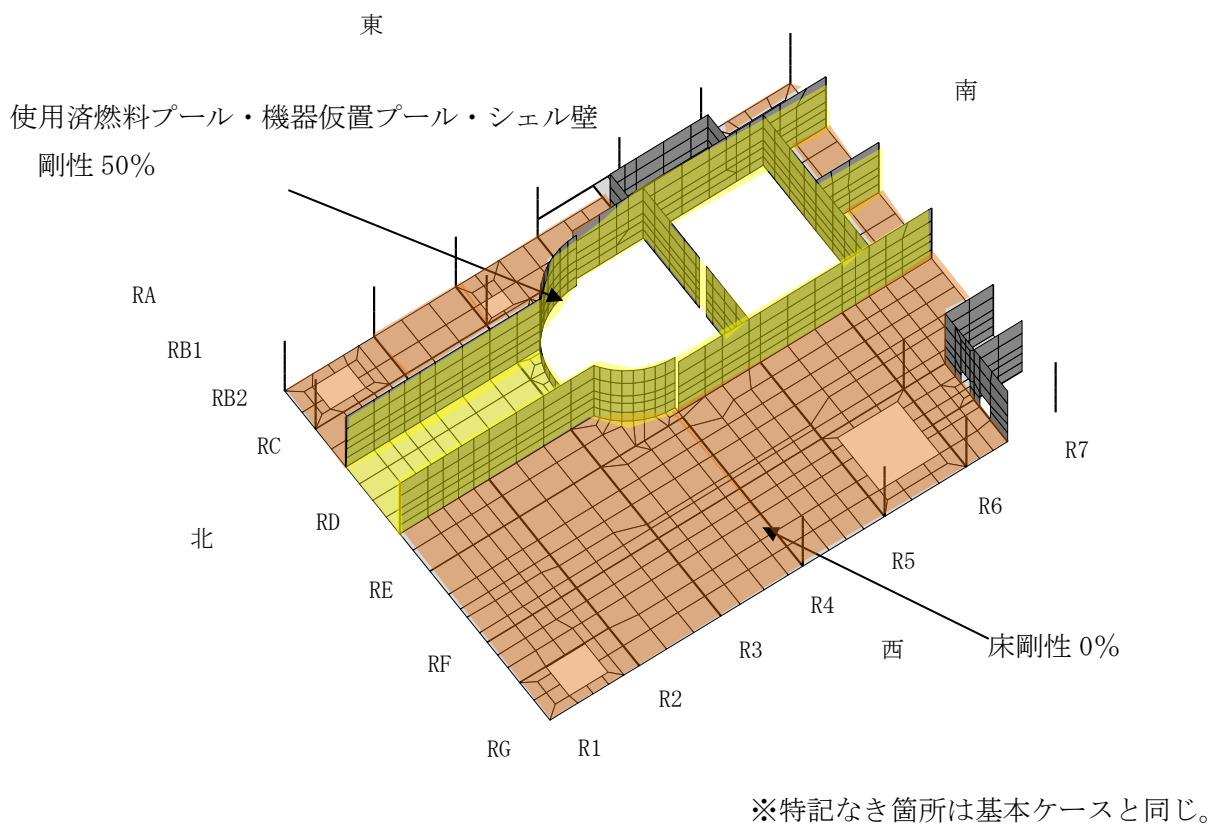 東
南
使用済燃料プール・機器仮置プール・シェル壁
剛性 50%
RA
RB1
RB2
RC
RD
北
RE
RF
RG
R1
R2
R3
R4
R5
R6
R7
西
床剛性 0%
※特記なき箇所は基本ケースと同じ。